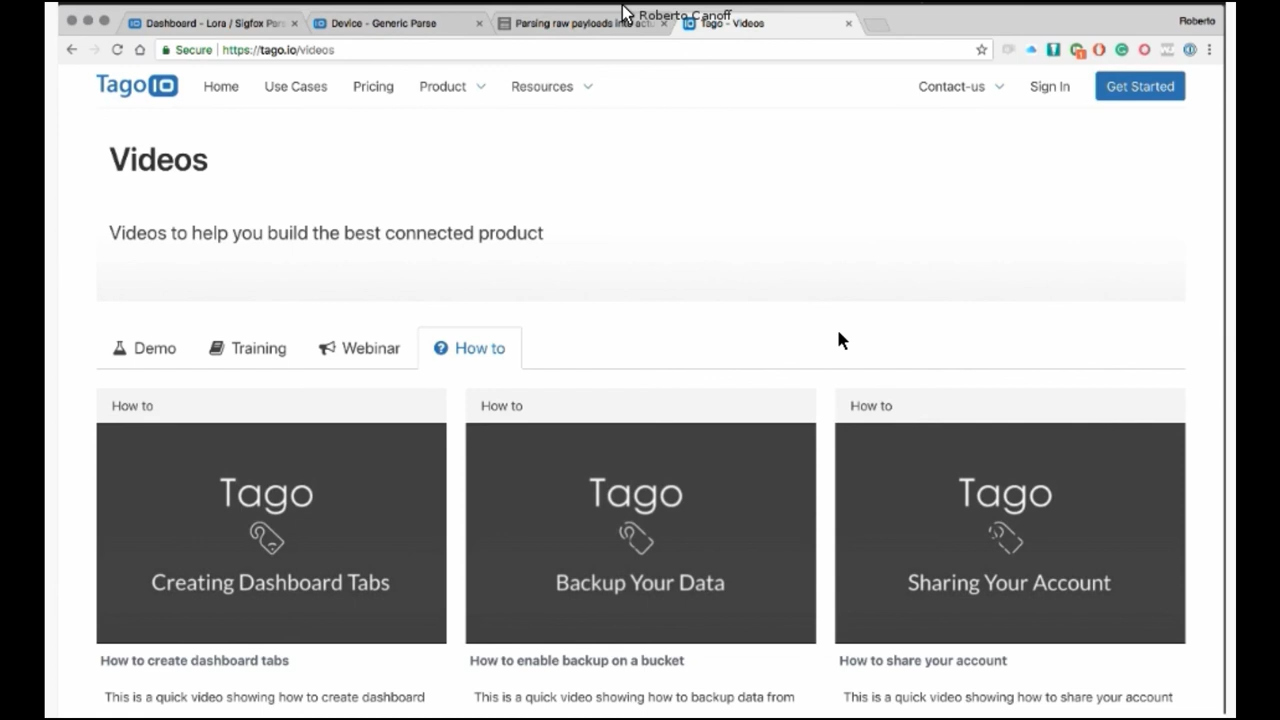 Roberto Canoff
Dashboard - Lora / Sigfox Pars
Device - Generic Parse
Parsing raw payloads into actu
Tago - Videos
Roberto
Secure
https://tago.io/videos
Tago IO
Home
Use Cases
Pricing
Product
Resources
Contact-us
Sign In
Get Started
Videos
Videos to help you build the best connected product
Demo
Training
Webinar
How to
How to
How to
How to
Tago
Creating Dashboard Tabs
Tago
Backup Your Data
Tago
Sharing Your Account
How to create dashboard tabs
How to enable backup on a bucket
How to share your account
This is a quick video showing how to create dashboard
This is a quick video showing how to backup data from
This is a quick video showing how to share your account